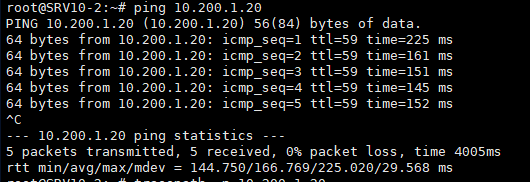 root@SRV10-2:~# ping 10.200.1.20
PING 10.200.1.20 (10.200.1.20) 56(84) bytes of data.
64 bytes from 10.200.1.20: icmp_seq=1 ttl=59 time=225 ms
64 bytes from 10.200.1.20: icmp_seq=2 ttl=59 time=161 ms
64 bytes from 10.200.1.20: icmp_seq=3 ttl=59 time=151 ms
64 bytes from 10.200.1.20: icmp_seq=4 ttl=59 time=145 ms
64 bytes from 10.200.1.20: icmp_seq=5 ttl=59 time=152 ms
^C
--- 10.200.1.20 ping statistics ---
5 packets transmitted, 5 received, 0% packet loss, time 4005ms
rtt min/avg/max/mdev = 144.750/166.769/225.020/29.568 ms